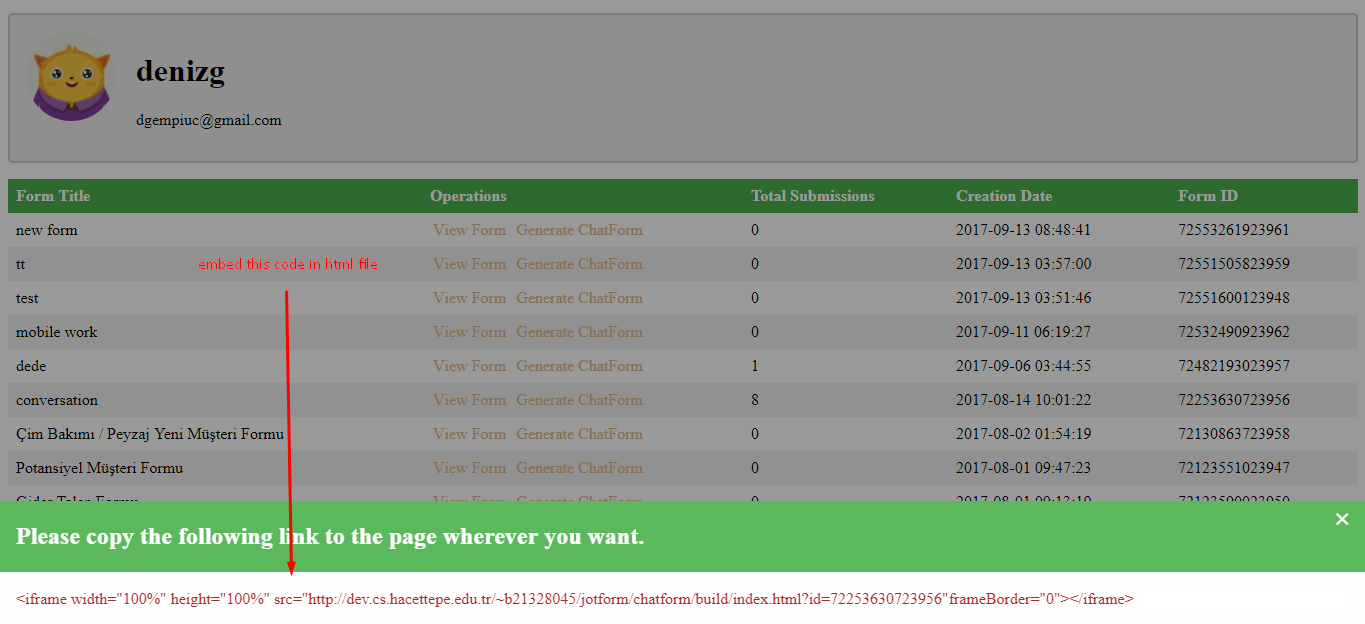 denizg
dgempiuc@gmail.com
Form Title Operations Total Submissions Creation Date Form ID
new form View Form Generate ChatForm 0 2017-09-13 08:48:41 72553261923961
tt embed this code in html file View Form Generate ChatForm 0 2017-09-13 03:57:00 72551505823959
test View Form Generate ChatForm 0 2017-09-13 03:51:46 72551600123948
mobile work View Form Generate ChatForm 0 2017-09-11 06:19:27 72532490923962
dede View Form Generate ChatForm 1 2017-09-06 03:44:55 72482193023957
conversation View Form Generate ChatForm 8 2017-08-14 10:01:22 72253630723956
Çim Bakımı / Peyzaj Yeni Müşteri Formu View Form Generate ChatForm 0 2017-08-02 01:54:19 72130863723958
Potansiyel Müşteri Formu View Form Generate ChatForm 0 2017-08-01 09:47:23 72123551023947
Gider Talep Formu View Form Generate ChatForm 0 2017-08-01 09:13:19
Please copy the following link to the page wherever you want. ×
<iframe width="100%" height="100%" src="http://dev.cs.hacettepe.edu.tr/~b21328045/jotform/chatform/build/index.html?id=72253630723956"frameBorder="0"></iframe>